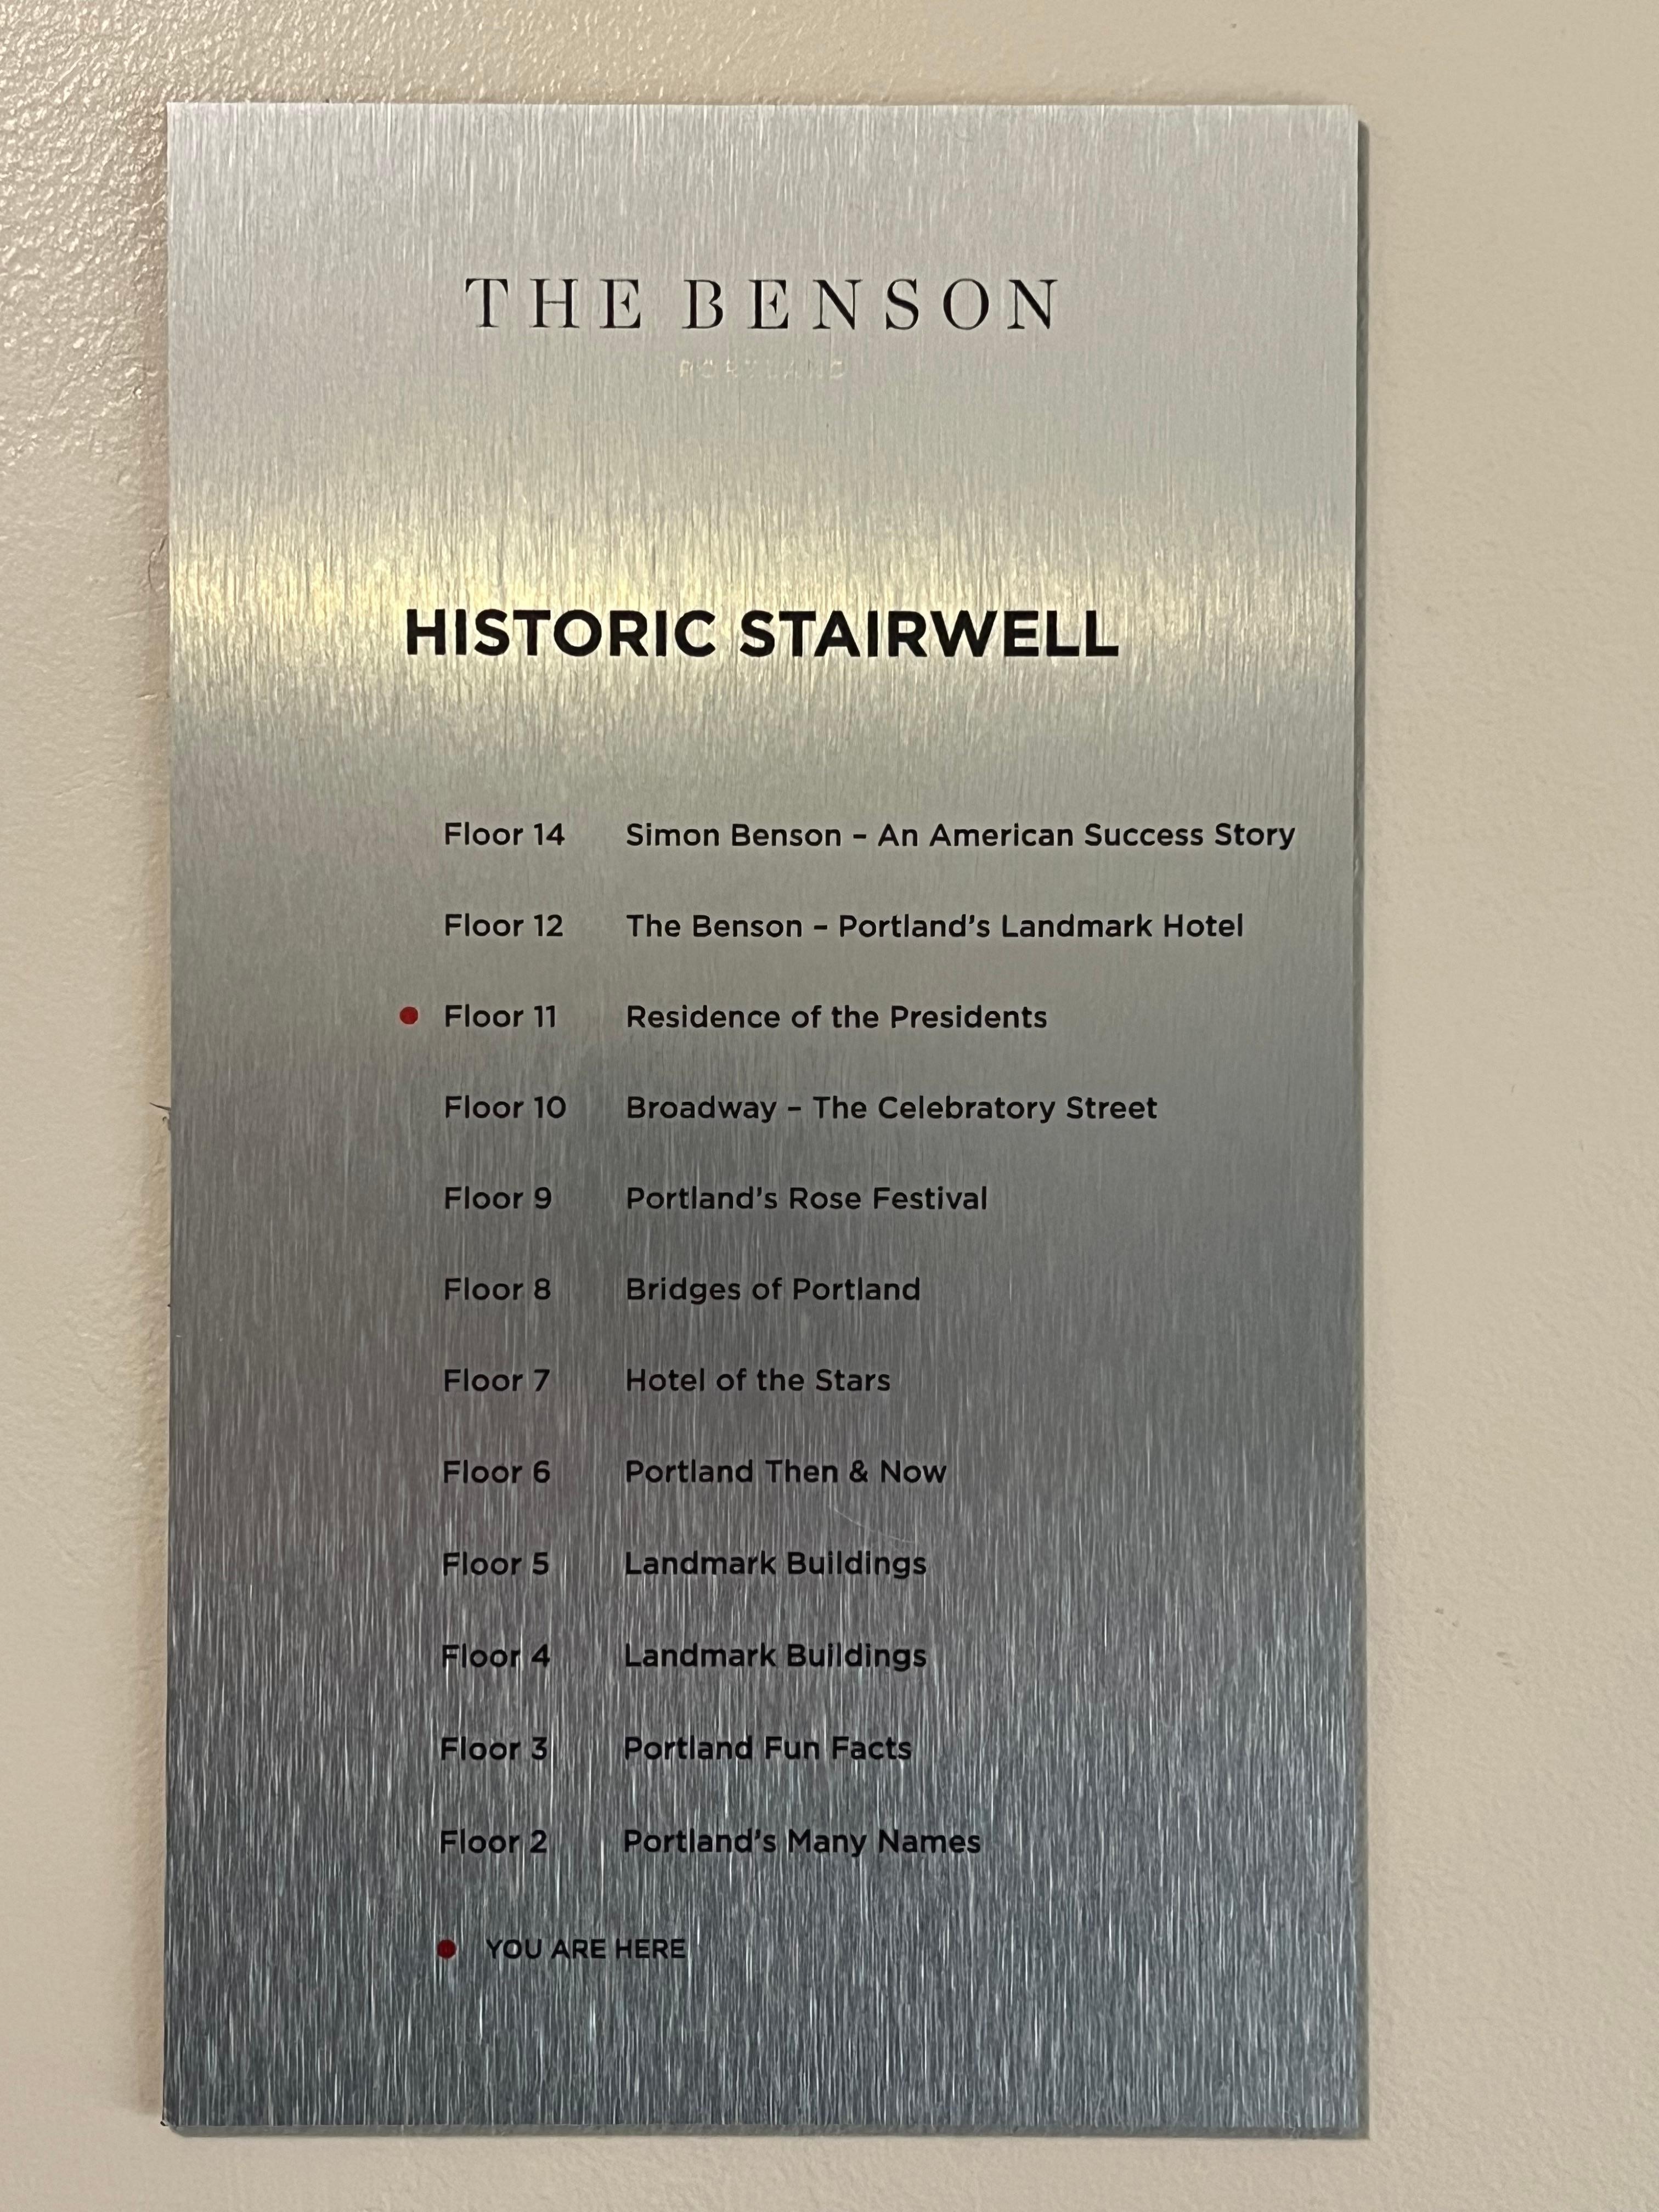 THE BENSON
PORTLAND
HISTORIC STAIRWELL
Floor 14 Simon Benson – An American Success Story
Floor 12 The Benson – Portland's Landmark Hotel
Floor 11 Residence of the Presidents
Floor 10 Broadway – The Celebratory Street
Floor 9 Portland's Rose Festival
Floor 8 Bridges of Portland
Floor 7 Hotel of the Stars
Floor 6 Portland Then & Now
Floor 5 Landmark Buildings
Floor 4 Landmark Buildings
Floor 3 Portland Fun Facts
Floor 2 Portland's Many Names
YOU ARE HERE